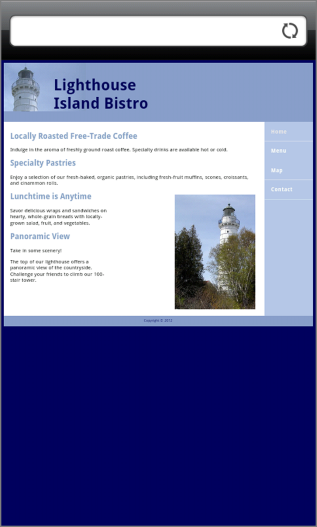 Lighthouse
Island Bistro
Locally Roasted Free-Trade Coffee
Indulge in the aroma of freshly ground roast coffee. Specialty drinks are available hot or cold.
Specialty Pastries
Enjoy a selection of our fresh-baked, organic pastries, including fresh-fruit muffins, scones, croissants,
and cinammon rolls.
Lunchtime is Anytime
Savor delicious wraps and sandwiches on
hearty, whole-grain breads with locally-
grown salad, fruit, and vegetables.
Panoramic View
Take in some scenery!
The top of our lighthouse offers a
panoramic view of the countryside.
Challenge your friends to climb our 100-
stair tower.
Home
Menu
Map
Contact
Copyright © 2012